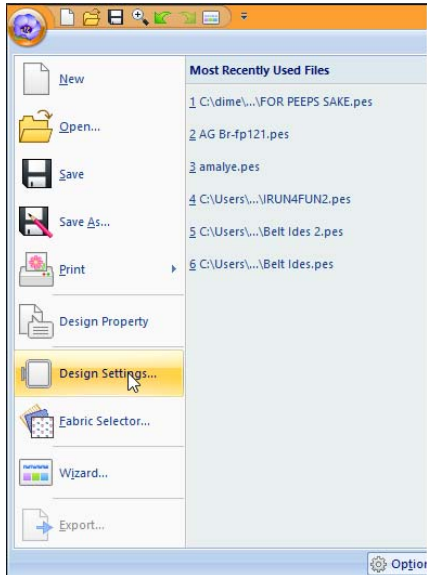 New
Open...
Save
Save As...
Print
Design Property
Design Settings...
Fabric Selector...
Wizard...
Export...
Most Recently Used Files
1 C:\dime\...\FOR PEEPS SAKE.pes
2 AG Br-fp121.pes
3 amalye.pes
4 C:\Users\...\IRUN4FUN2.pes
5 C:\Users\...\Belt Ides 2.pes
6 C:\Users\...\Belt Ides.pes
Option